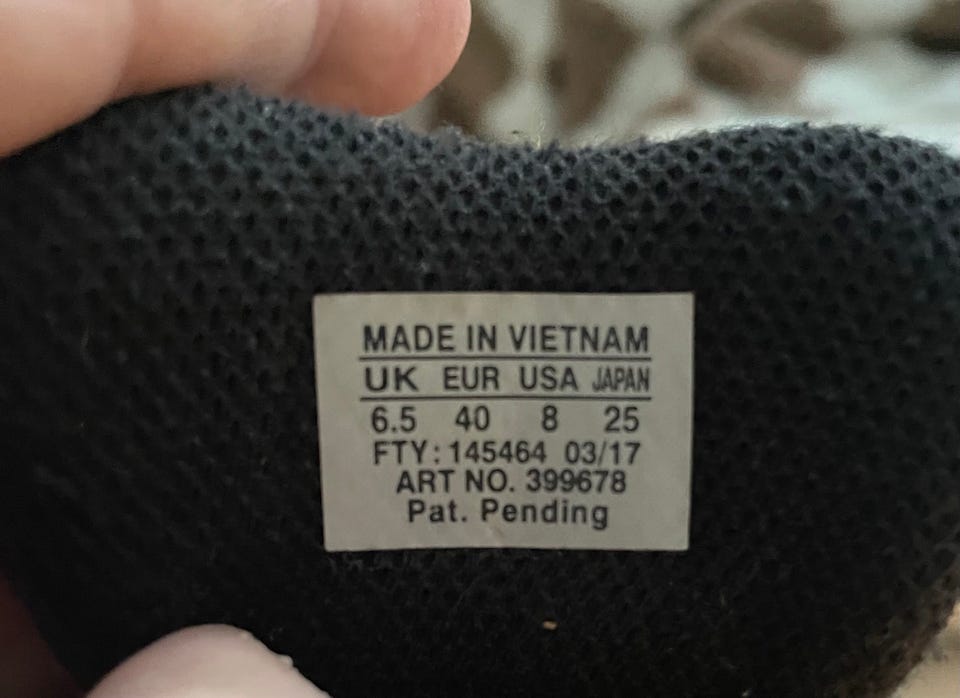 MADE IN VIETNAM
UK EUR USA JAPAN
6.5 40 8 25
FTY: 145464 03/17
ART NO. 399678
Pat. Pending